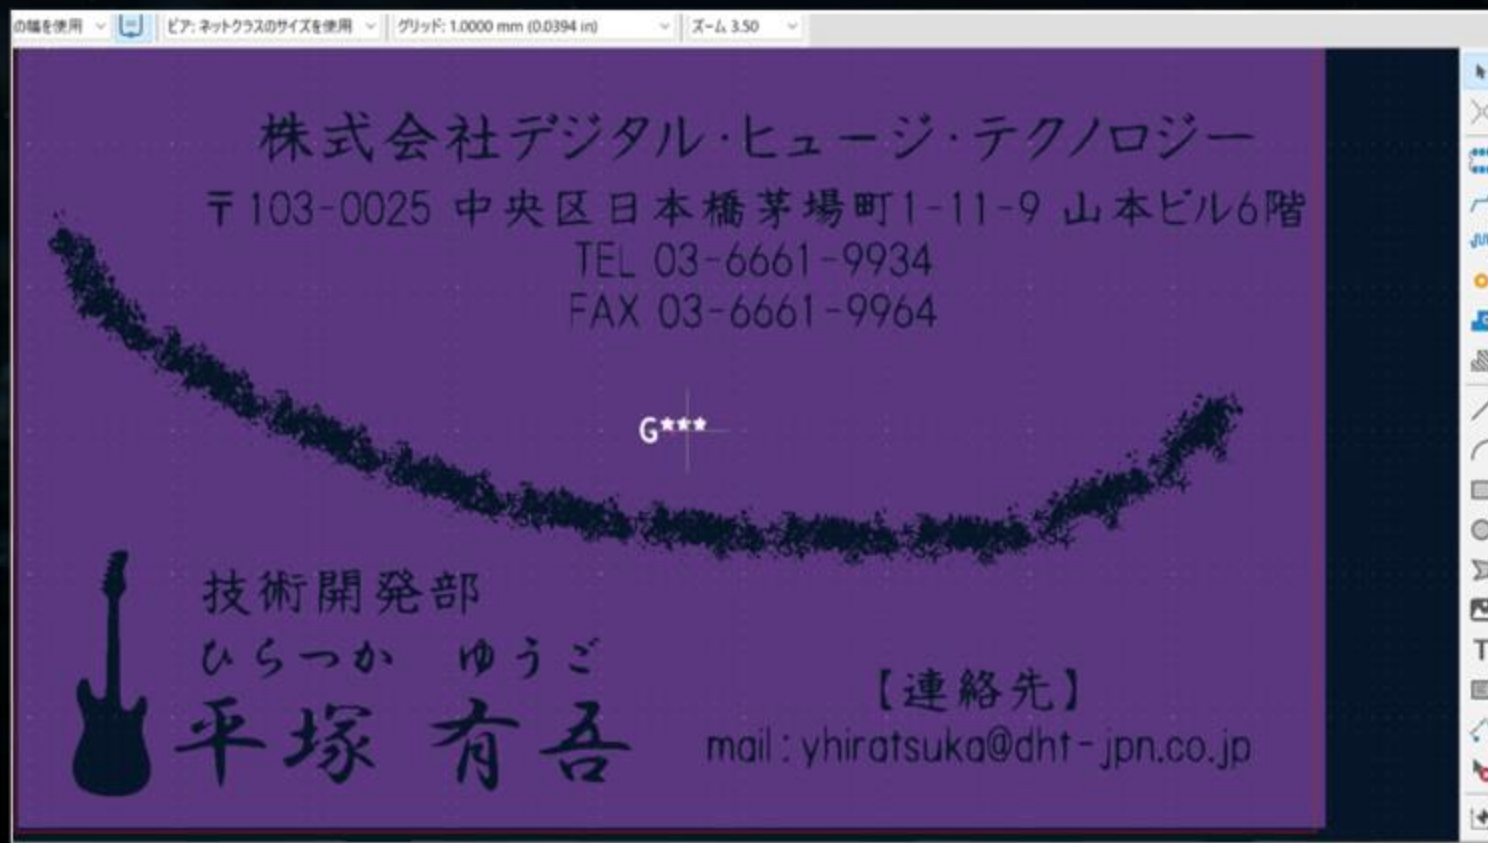 の幅を使用 ビア: ネットクラスのサイズを使用 グリッド: 1.0000 mm (0.0394 in) ズーム 3.50
株式会社デジタル・ヒュージ・テクノロジー
〒103-0025 中央区日本橋茅場町1-11-9 山本ビル6階
TEL 03-6661-9934
FAX 03-6661-9964
G***
技術開発部
ひらつか ゆうご
平塚 有吾
【連絡先】
mail:yhiratsuka@dht-jpn.co.jp